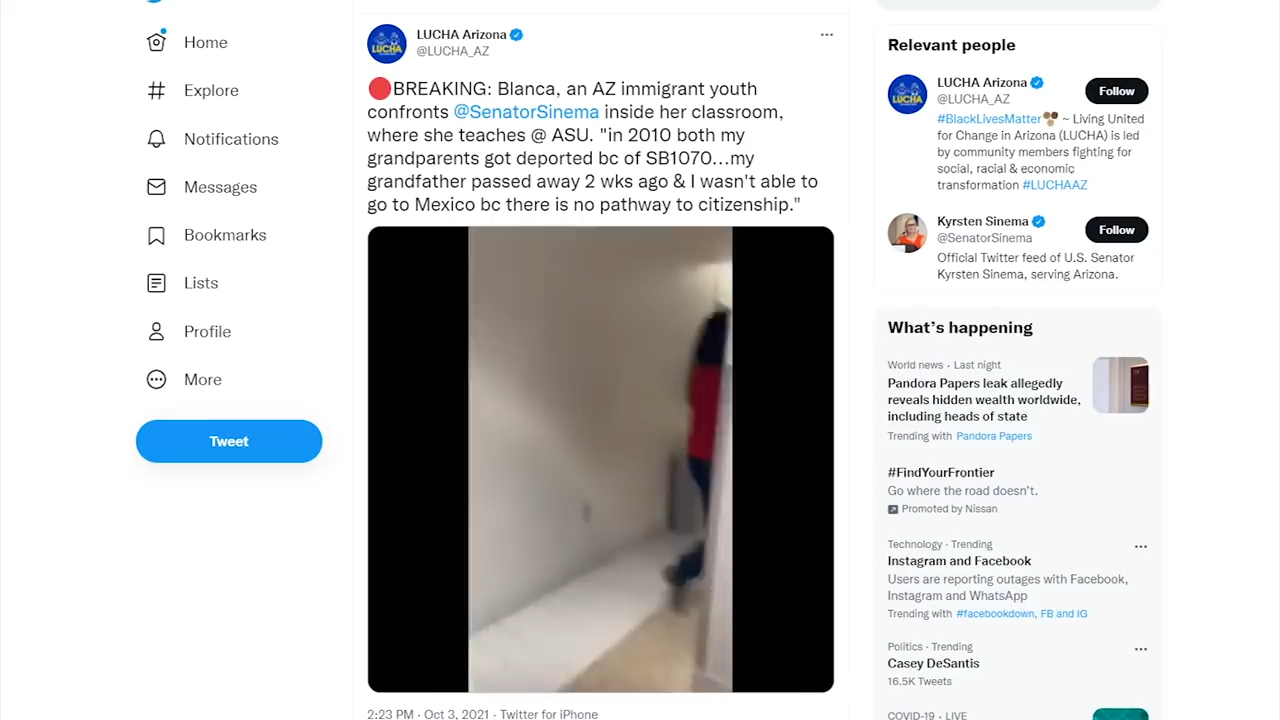 Home
Explore
Notifications
Messages
Bookmarks
Lists
Profile
More
Tweet
LUCHA Arizona
@LUCHA_AZ
BREAKING: Blanca, an AZ immigrant youth
confronts @SenatorSinema inside her classroom,
where she teaches @ ASU. "in 2010 both my
grandparents got deported bc of SB1070...my
grandfather passed away 2 wks ago & I wasn't able to
go to Mexico bc there is no pathway to citizenship."
2:23 PM · Oct 3, 2021 · Twitter for iPhone
Relevant people
LUCHA Arizona
@LUCHA_AZ
Follow
#BlackLivesMatter ~ Living United
for Change in Arizona (LUCHA) is led
by community members fighting for
social, racial & economic
transformation #LUCHAAZ
Kyrsten Sinema
@SenatorSinema
Follow
Official Twitter feed of U.S. Senator
Kyrsten Sinema, serving Arizona.
What's happening
World news · Last night
Pandora Papers leak allegedly
reveals hidden wealth worldwide,
including heads of state
Trending with Pandora Papers
#FindYourFrontier
Go where the road doesn't.
Promoted by Nissan
Technology · Trending
Instagram and Facebook
Users are reporting outages with Facebook,
Instagram and WhatsApp
Trending with #facebookdown, FB and IG
Politics · Trending
Casey DeSantis
16.5K Tweets
COVID-19 · LIVE
LUCHA
LUCHA